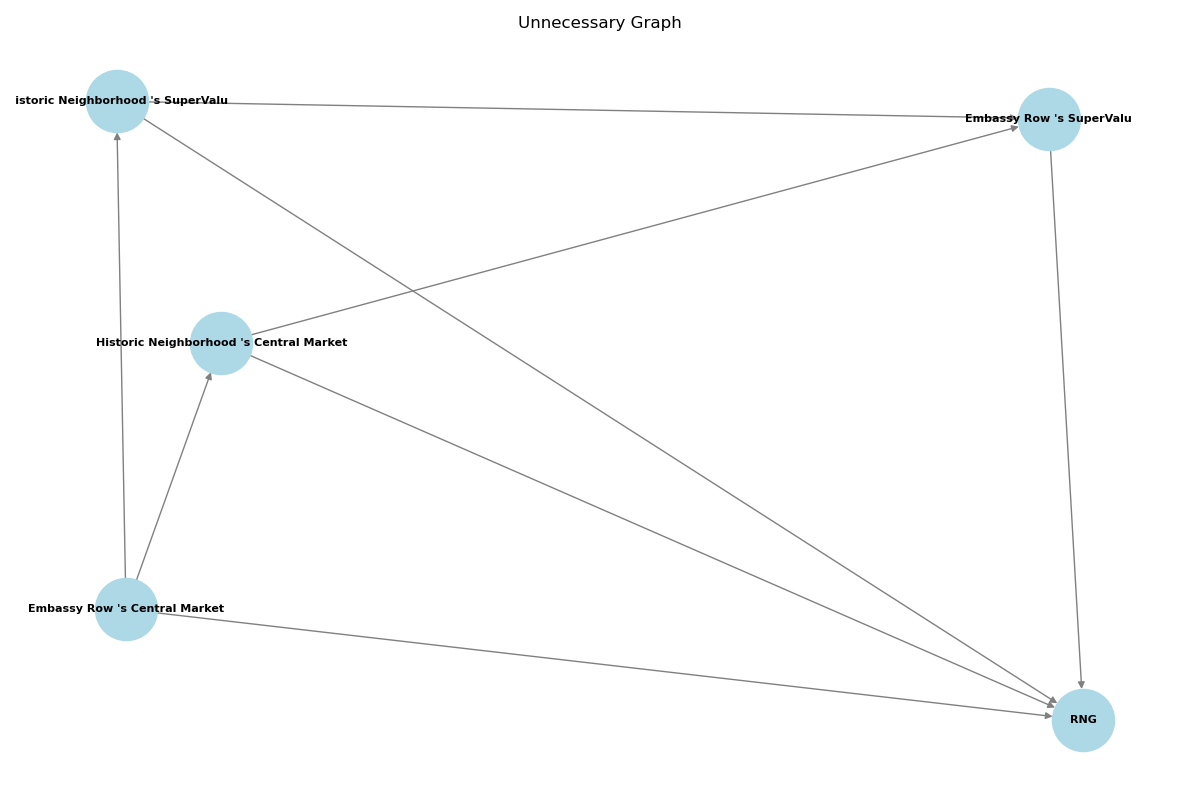 Unnecessary Graph
istoric Neighborhood 's SuperValu
Embassy Row 's SuperValu
Historic Neighborhood 's Central Market
Embassy Row 's Central Market
RNG